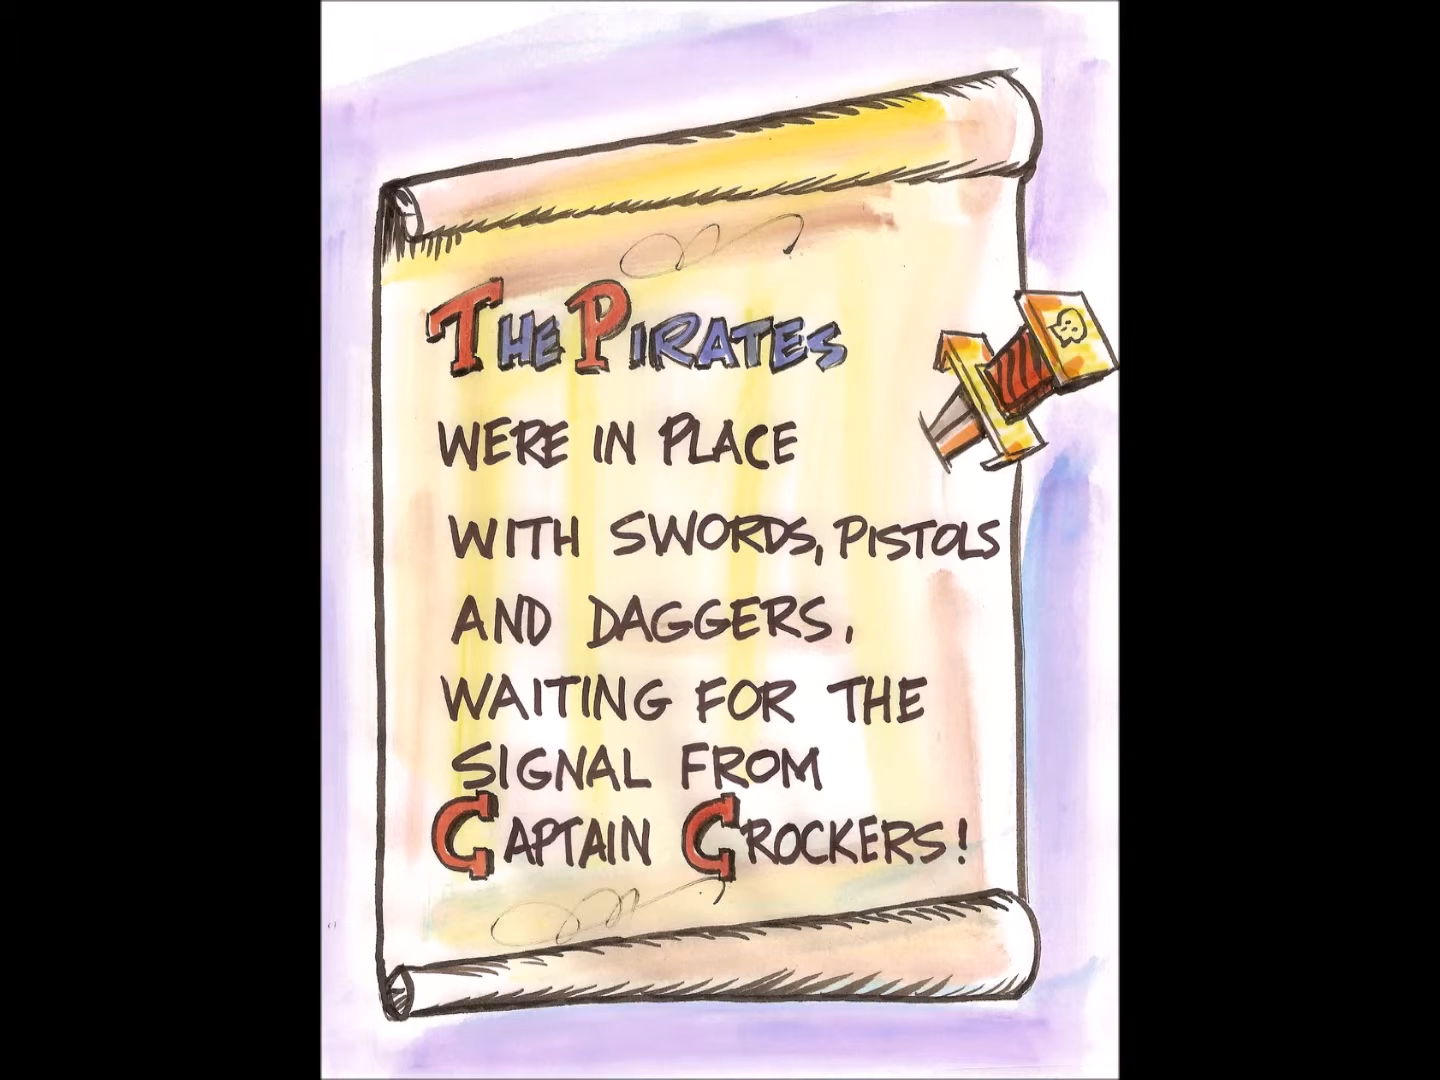 THE PIRATES
WERE IN PLACE
WITH SWORDS, PISTOLS
AND DAGGERS,
WAITING FOR THE
SIGNAL FROM
CAPTAIN CROCKERS!